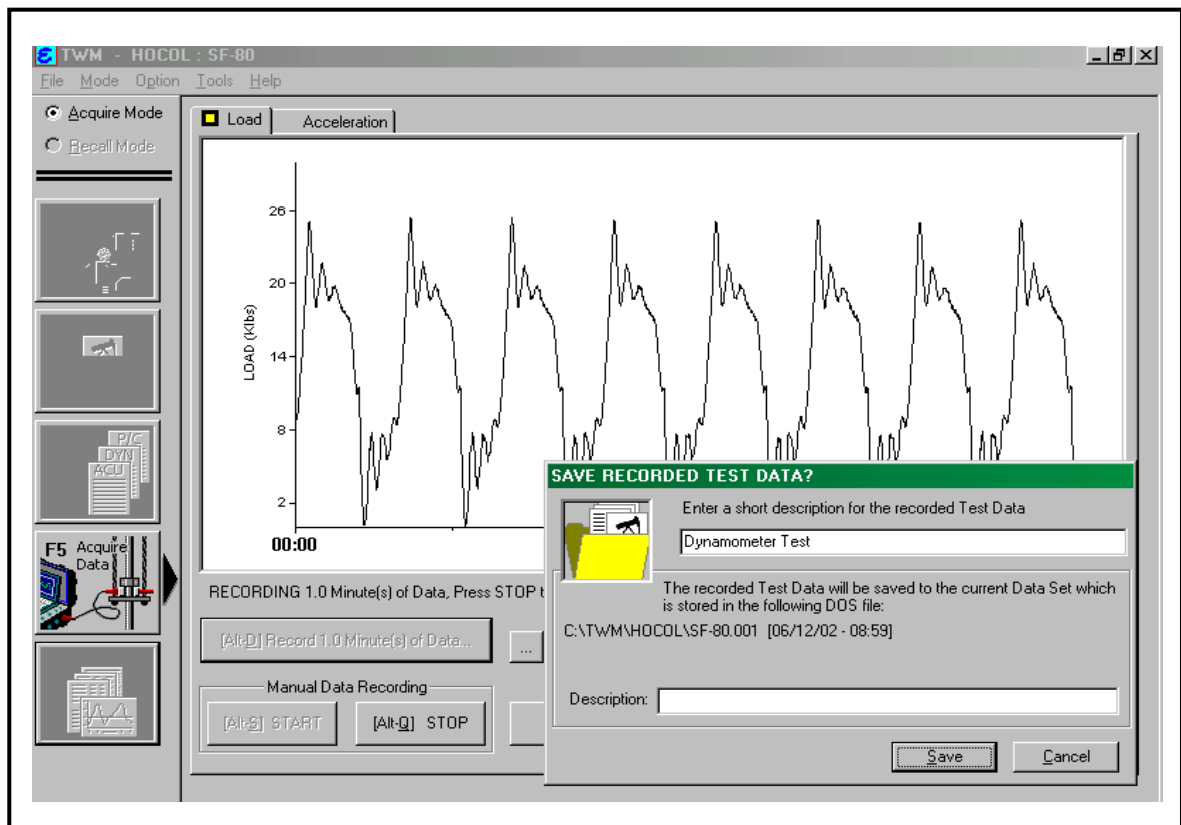 TWM - HOCOL : SF-80
File Mode Option Tools Help
Acquire Mode
Recall Mode
P/C
DYN
ACU
F5 Acquire
Data
Load Acceleration
LOAD (Klbs)
26
20
14
8
2
00:00
RECORDING 1.0 Minute(s) of Data, Press STOP t
[Alt-D] Record 1.0 Minute(s) of Data...
...
Manual Data Recording
[Alt-S] START
[Alt-Q] STOP
SAVE RECORDED TEST DATA?
Enter a short description for the recorded Test Data
Dynamometer Test
The recorded Test Data will be saved to the current Data Set which
is stored in the following DOS file:
C:\TWM\HOCOL\SF-80.001 [06/12/02 - 08:59]
Description:
Save
Cancel